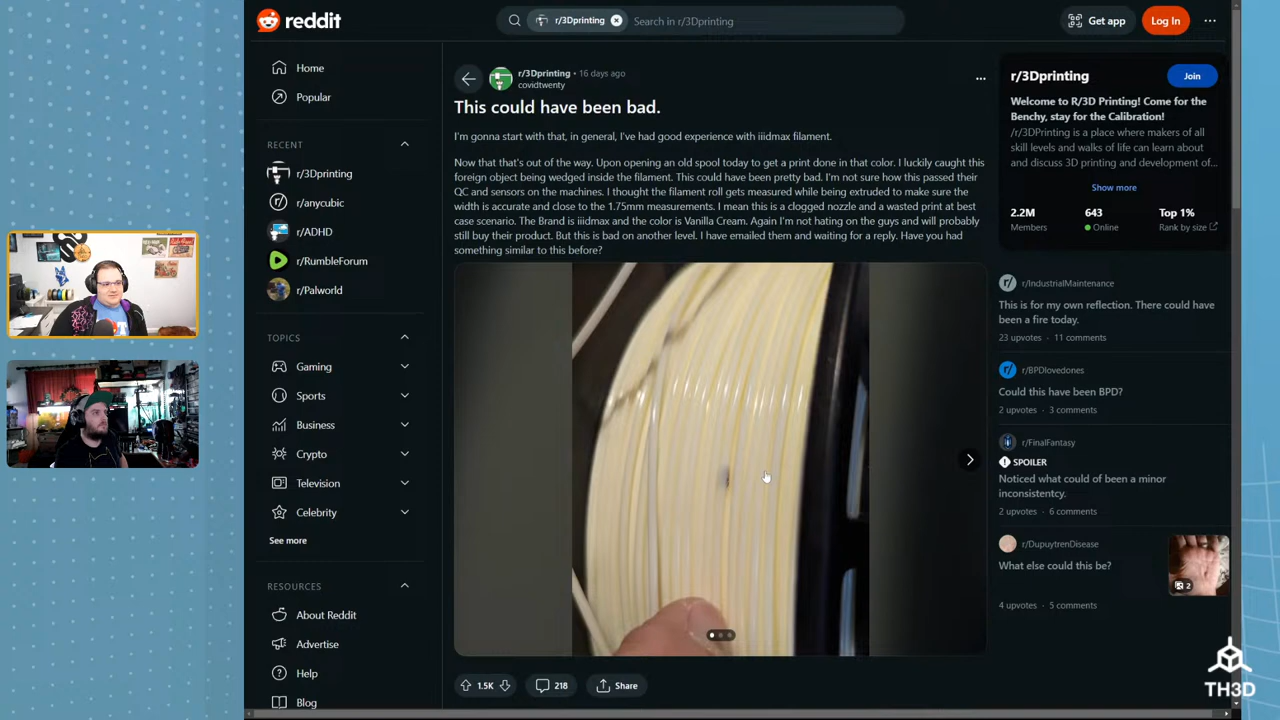 reddit
r/3Dprinting
Search in r/3Dprinting
Get app
Log In
Home
Popular
RECENT
r/3Dprinting
r/anycubic
r/ADHD
r/RumbleForum
r/Palworld
TOPICS
Gaming
Sports
Business
Crypto
Television
Celebrity
See more
RESOURCES
About Reddit
Advertise
Help
Blog
r/3Dprinting • 16 days ago
covidtwenty
This could have been bad.
I'm gonna start with that, in general, I've had good experience with iiidmax filament.
Now that that's out of the way. Upon opening an old spool today to get a print done in that color. I luckily caught this
foreign object being wedged inside the filament. This could have been pretty bad. I'm not sure how this passed their
QC and sensors on the machines. I thought the filament roll gets measured while being extruded to make sure the
width is accurate and close to the 1.75mm measurements. I mean this is a clogged nozzle and a wasted print at best
case scenario. The Brand is iiidmax and the color is Vanilla Cream. Again I'm not hating on the guys and will probably
still buy their product. But this is bad on another level. I have emailed them and waiting for a reply. Have you had
something similar to this before?
1.5K
218
Share
r/3Dprinting
Join
Welcome to R/3D Printing! Come for the
Benchy, stay for the Calibration!
/r/3DPrinting is a place where makers of all
skill levels and walks of life can learn about
and discuss 3D printing and development of...
Show more
2.2M
Members
643
Online
Top 1%
Rank by size
r/IndustrialMaintenance
This is for my own reflection. There could have
been a fire today.
23 upvotes • 11 comments
r/BPDlovedones
Could this have been BPD?
2 upvotes • 3 comments
r/FinalFantasy
SPOILER
Noticed what could of been a minor
inconsistentcy.
2 upvotes • 6 comments
r/DupuytrenDisease
What else could this be?
2
4 upvotes • 5 comments
TH3D